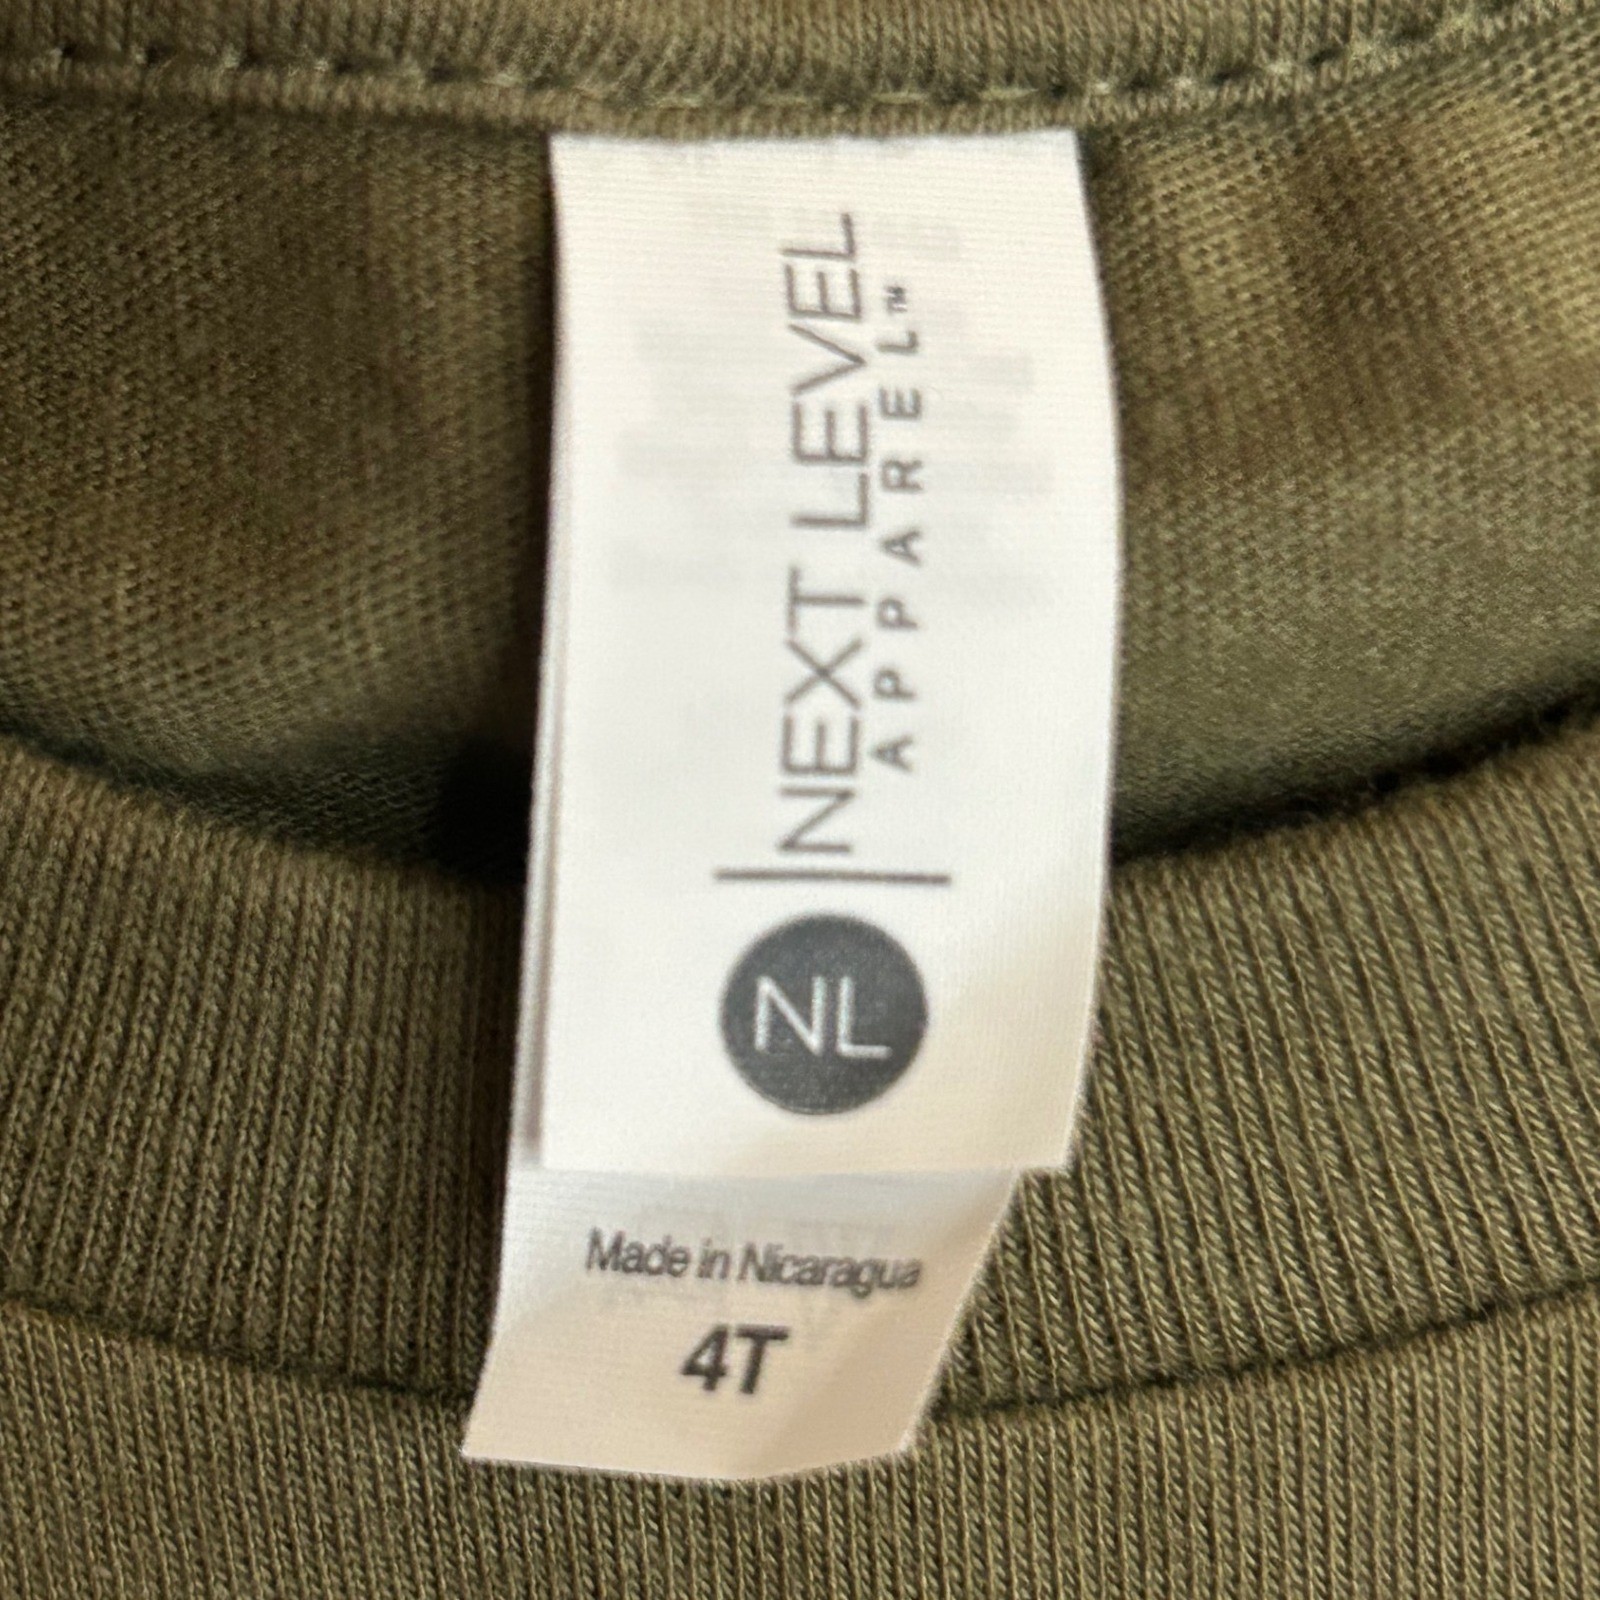 NL
NEXT LEVEL
APPAREL™
Made in Nicaragua
4T